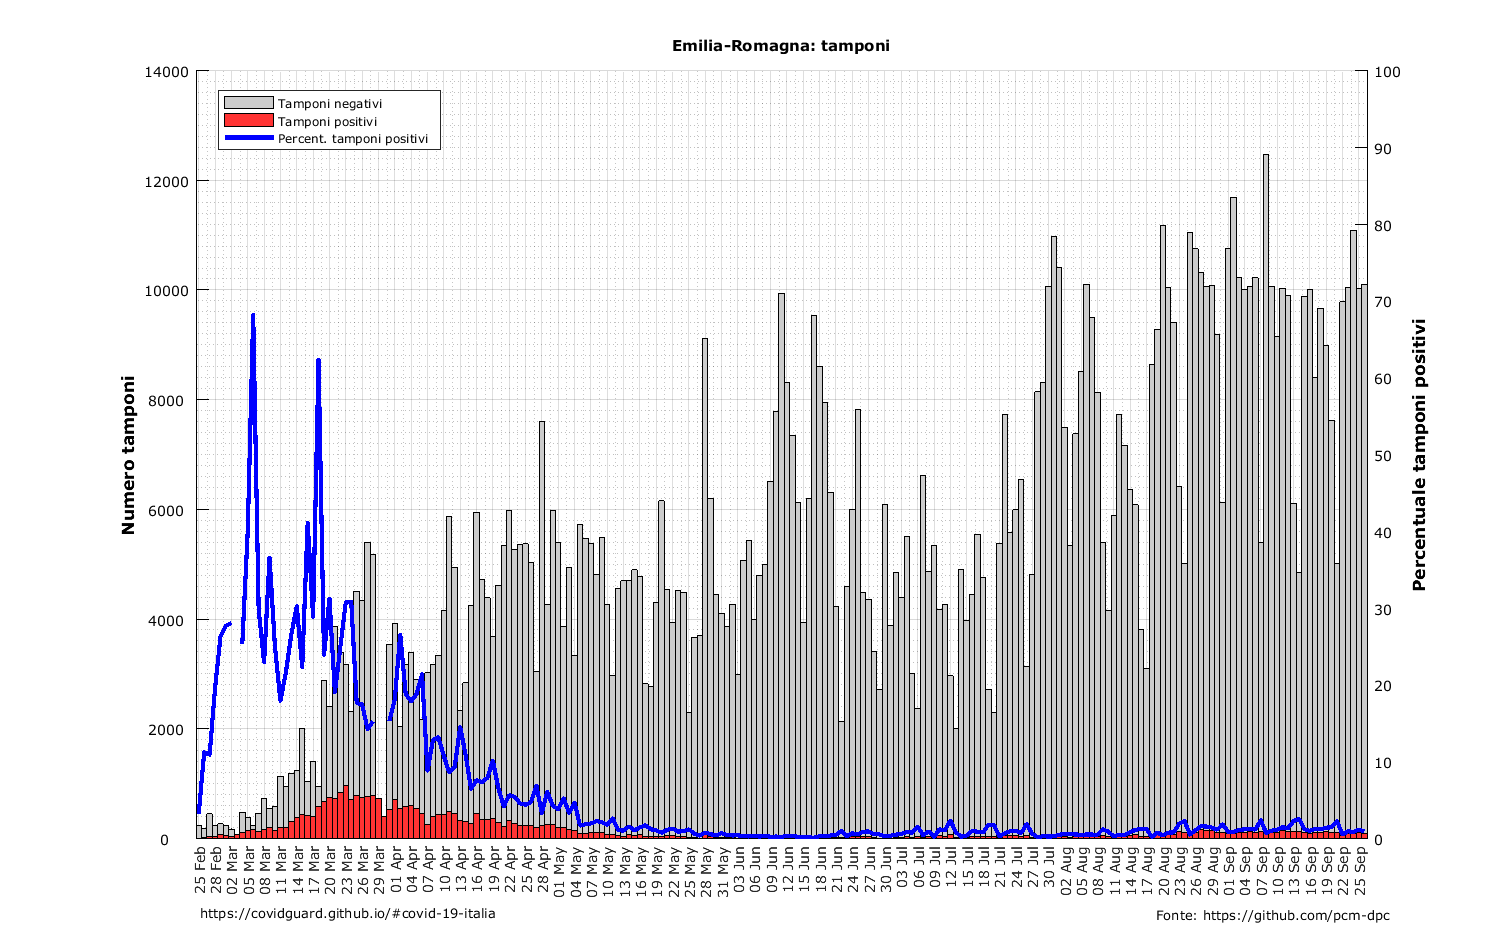 Emilia-Romagna: tamponi
14000
12000
10000
8000
6000
4000
2000
0
100
90
80
70
60
50
40
30
20
10
0
Numero tamponi
Percentuale tamponi positivi
Tamponi negativi
Tamponi positivi
Percent. tamponi positivi
25 Feb
28 Feb
02 Mar
05 Mar
08 Mar
11 Mar
14 Mar
17 Mar
20 Mar
23 Mar
26 Mar
29 Mar
01 Apr
04 Apr
07 Apr
10 Apr
13 Apr
16 Apr
19 Apr
22 Apr
25 Apr
28 Apr
01 May
04 May
07 May
10 May
13 May
16 May
19 May
22 May
25 May
28 May
31 May
03 Jun
06 Jun
09 Jun
12 Jun
15 Jun
18 Jun
21 Jun
24 Jun
27 Jun
30 Jun
03 Jul
06 Jul
09 Jul
12 Jul
15 Jul
18 Jul
21 Jul
24 Jul
27 Jul
30 Jul
02 Aug
05 Aug
08 Aug
11 Aug
14 Aug
17 Aug
20 Aug
23 Aug
26 Aug
29 Aug
01 Sep
04 Sep
07 Sep
10 Sep
13 Sep
16 Sep
19 Sep
22 Sep
25 Sep
https://covidguard.github.io/#covid-19-italia
Fonte: https://github.com/pcm-dpc